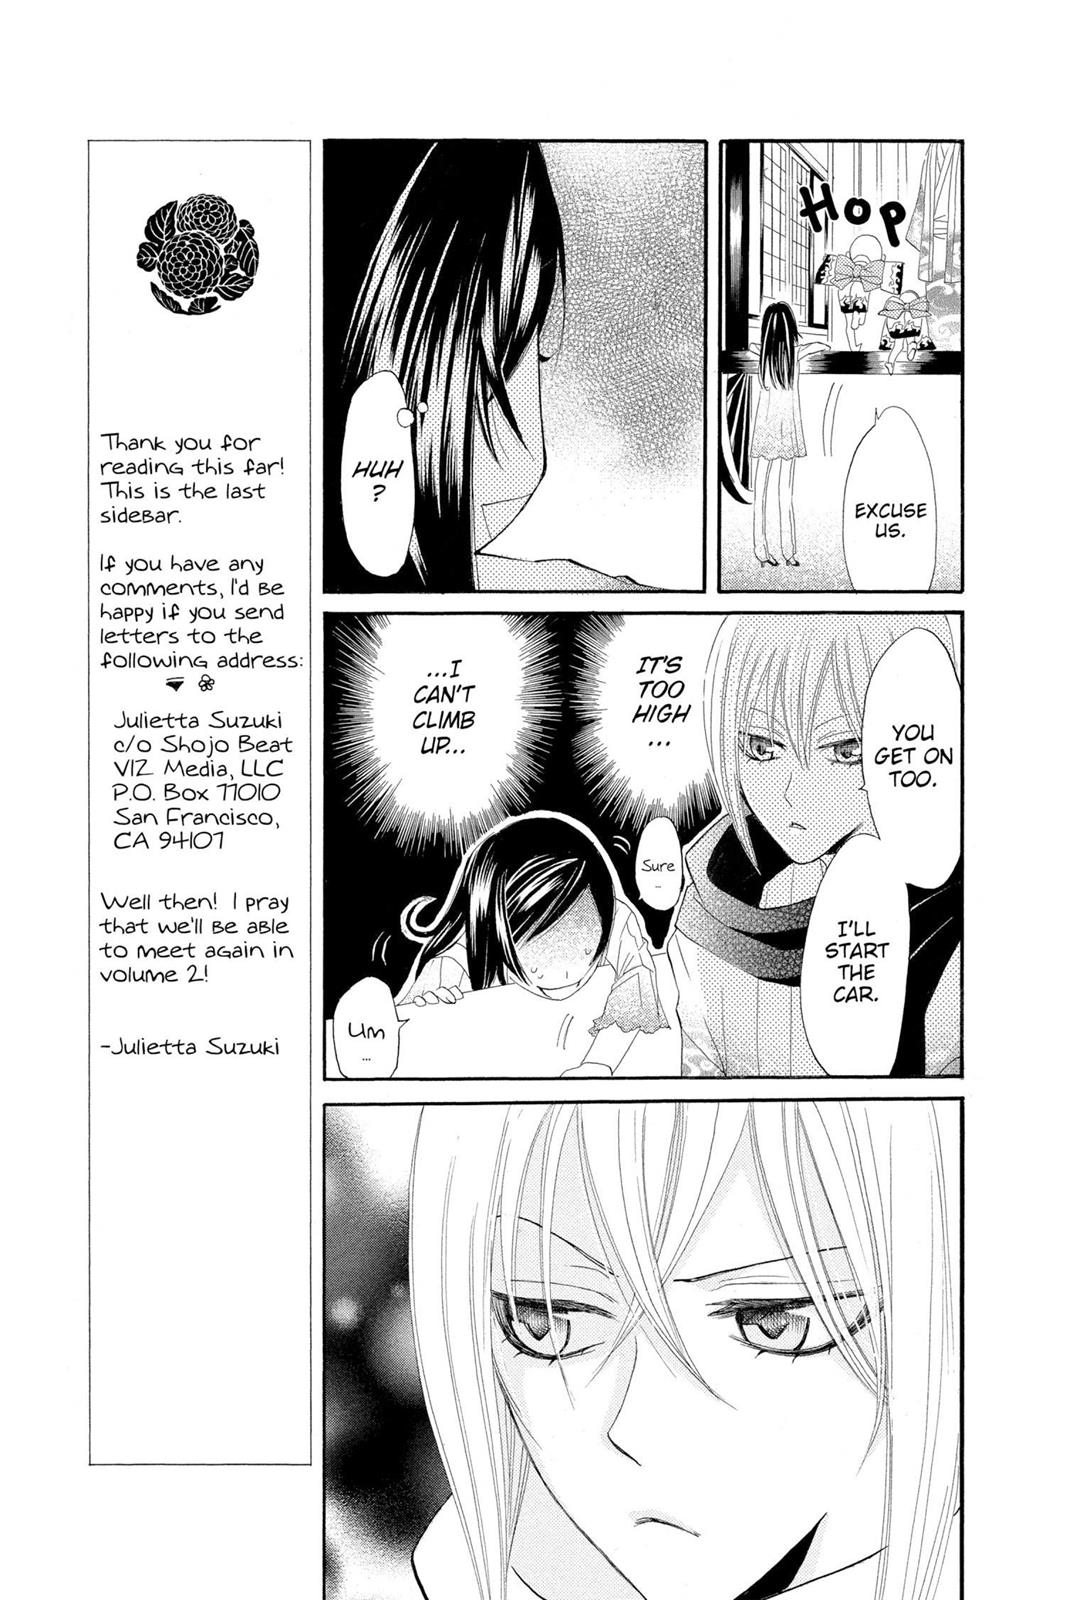 HOP
EXCUSE
US.
HUH
?
YOU
GET ON
TOO.
I'LL
START
THE
CAR.
IT'S
TOO
HIGH
...
Sure
...
...I
CAN'T
CLIMB
UP...
Um
...
Thank you for
reading this far!
This is the last
sidebar.
If you have any
comments, I'd be
happy if you send
letters to the
following address:
Julietta Suzuki
c/o Shojo Beat
VIZ Media, LLC
P.O. Box 77010
San Francisco,
CA 94107
Well then! I pray
that we'll be able
to meet again in
volume 2!
-Julietta Suzuki